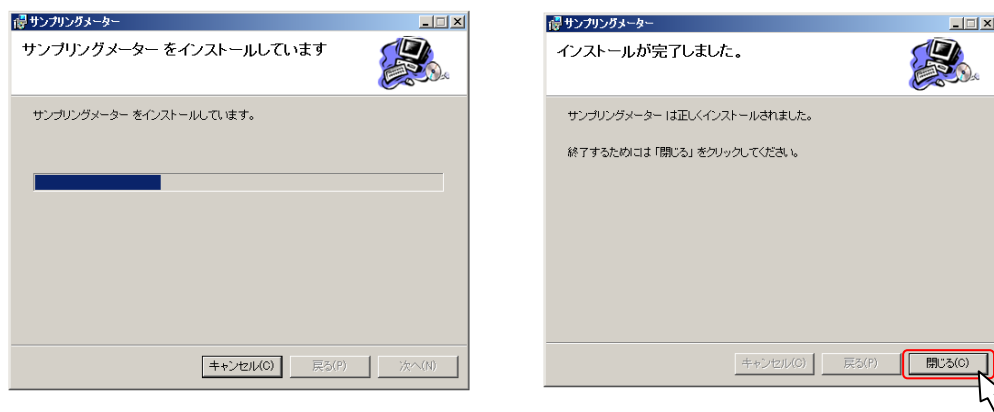 サンプリングメーター
サンプリングメーター をインストールしています
サンプリングメーター をインストールしています。
キャンセル(C)
戻る(P)
次へ(N)
サンプリングメーター
インストールが完了しました。
サンプリングメーター は正しくインストールされました。
終了するためには「閉じる」をクリックしてください。
キャンセル(C)
戻る(P)
閉じる(C)